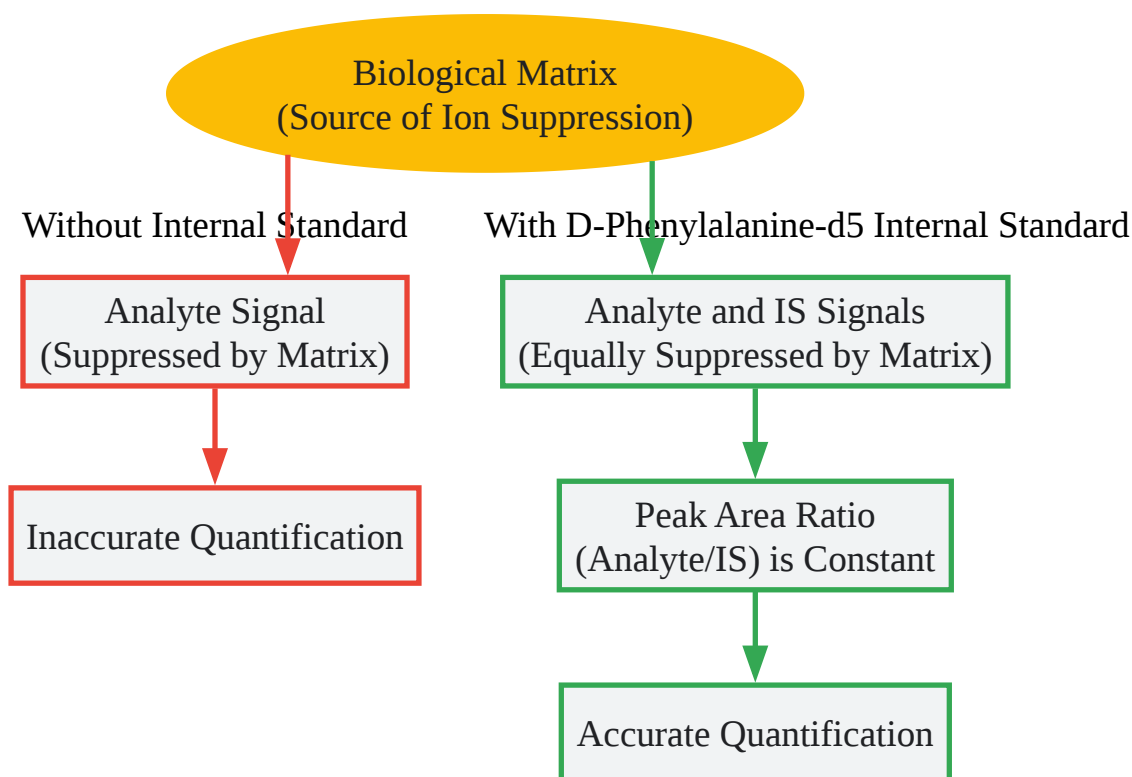 Biological Matrix
(Source of Ion Suppression)
Without Internal Standard
With D-Phenylalanine-d5 Internal Standard
Analyte Signal
(Suppressed by Matrix)
Analyte and IS Signals
(Equally Suppressed by Matrix)
Inaccurate Quantification
Peak Area Ratio
(Analyte/IS) is Constant
Accurate Quantification